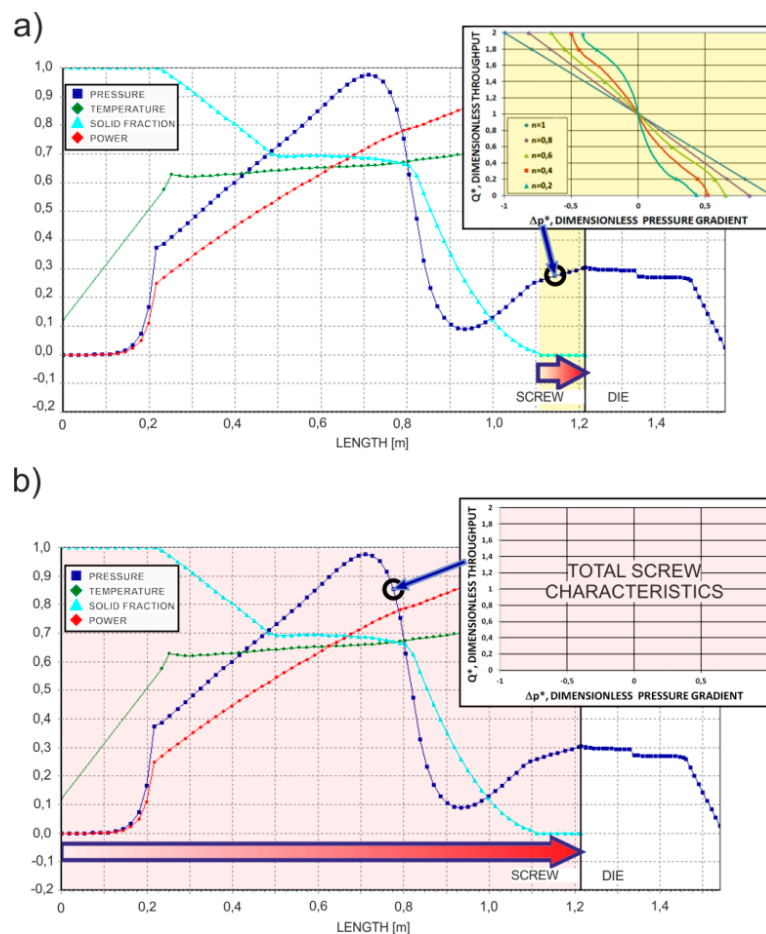 a)
1,0
0,9
0,8
0,7
0,6
0,5
0,4
0,3
0,2
0,1
0,0
-0,1
-0,2
PRESSURE
TEMPERATURE
SOLID FRACTION
POWER
Q*, DIMENSIONLESS THROUGHPUT
2
1,8
1,6
1,4
1,2
1
0,8
0,6
0,4
0,2
0
n=1
n=0,8
n=0,6
n=0,4
n=0,2
-1 -0,5 0 0,5
Δp*, DIMENSIONLESS PRESSURE GRADIENT
SCREW DIE
0 0,2 0,4 0,6 0,8 1,0 1,2 1,4
LENGTH [m]
b)
1,0
0,9
0,8
0,7
0,6
0,5
0,4
0,3
0,2
0,1
0,0
-0,1
-0,2
PRESSURE
TEMPERATURE
SOLID FRACTION
POWER
Q*, DIMENSIONLESS THROUGHPUT
2
1,8
1,6
1,4
1,2
1
0,8
0,6
0,4
0,2
0
TOTAL SCREW
CHARACTERISTICS
-1 -0,5 0 0,5
Δp*, DIMENSIONLESS PRESSURE GRADIENT
SCREW DIE
0 0,2 0,4 0,6 0,8 1,0 1,2 1,4
LENGTH [m]